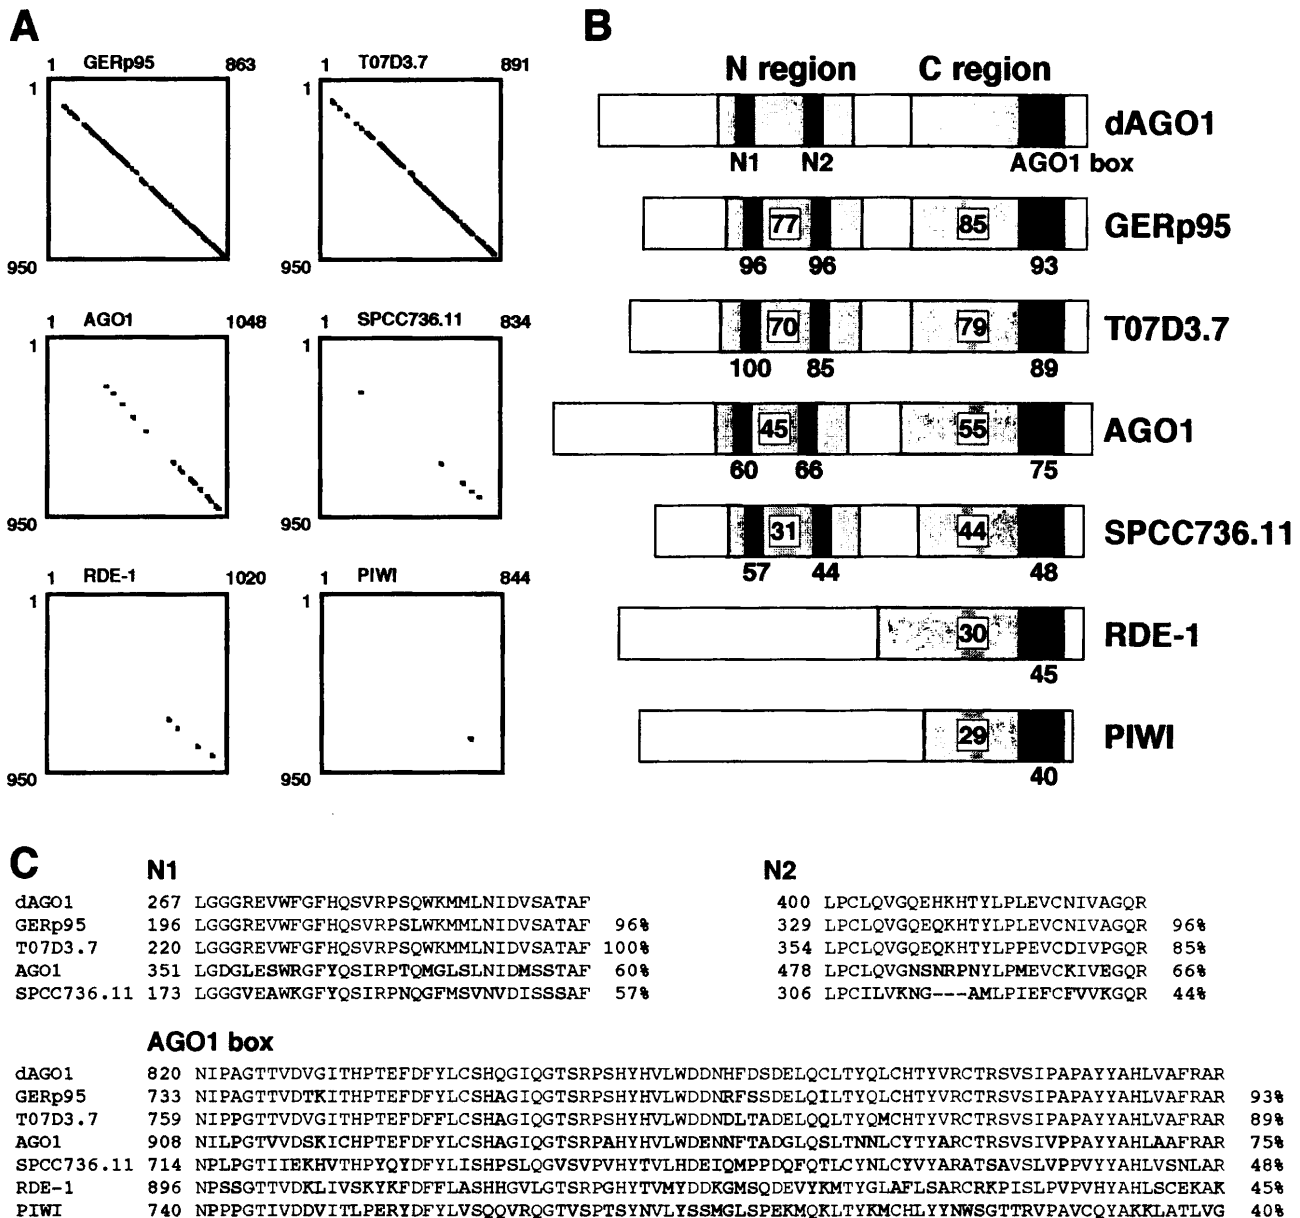 A
1 GERp95 863
1
950
1 T07D3.7 891
1
950
1 AGO1 1048
1
950
1 SPCC736.11 834
1
950
1 RDE-1 1020
1
950
1 PIWI 844
1
950
B
N region C region
dAGO1
N1 N2 AGO1 box
77 85 GERp95
96 96 93
70 79 T07D3.7
100 85 89
45 55 AGO1
60 66 75
31 44 SPCC736.11
57 44 48
30 RDE-1
45
29 PIWI
40
C
N1
dAGO1 267 LGGGREVWFGFHQSVRPSQWKMMLNIDVSATAF
GERp95 196 LGGGREVWFGFHQSVRPSLWKMMLNIDVSATAF 96%
T07D3.7 220 LGGGREVWFGFHQSVRPSQWKMMLNIDVSATAF 100%
AGO1 351 LGDGLESWRGFYQSIRPTQMGLSLNIDMSSTAF 60%
SPCC736.11 173 LGGGVEAWKGFYQSIRPNQGFMSVNVDISSSAF 57%
N2
400 LPCLQVGQEHKHTYLPLEVCNIVAGQR
329 LPCLQVGQEQKHTYLPLEVCNIVAGQR 96%
354 LPCLQVGQEQKHTYLPPEVCDIVPGQR 85%
478 LPCLQVGNSNRPNYLPMEVCKIVEGQR 66%
306 LPCILVKNG---AMLPIEFCFVVKGQR 44%
AGO1 box
dAGO1 820 NIPAGTTVDVGITHPTEFDFYLCSHQGIQGTSRPSHYHVLWDDNHFDSDELQCLTYQLCHTYVRCTRSVSIPAPAYYAHLVAFRAR
GERp95 733 NIPAGTTVDTKITHPTEFDFYLCSHAGIQGTSRPSHYHVLWDDNRFSSDELQILTYQLCHTYVRCTRSVSIPAPAYYAHLVAFRAR 93%
T07D3.7 759 NIPPGTTVDVGITHPTEFDFFLCSHAGIQGTSRPSHYHVLWDDNDLTADELQQLTYQMCHTYVRCTRSVSIPAPAYYAHLVAFRAR 89%
AGO1 908 NILPGTVVDSKICHPTEFDFYLCSHAGIQGTSRPAHYHVLWDENNFTADGLQSLTNNLCYTYARCTRSVSIVPPAYYAHLAAFRAR 75%
SPCC736.11 714 NPLPGTIIEKHVTHPYQYDFYLISHPSLQGVSVPVHYTVLHDEIQMPPDQFQTLCYNLCYVYARATSAVSLVPPVYYAHLVSNLAR 48%
RDE-1 896 NPSSGTTVDKLIVSKYKFDFFLASHHGVLGTSRPGHYTVMYDDKGMSQDEVYKMTYGLAFLSARCRKPISLPVPVHYAHLSCEKAK 45%
PIWI 740 NPPPGTIVDDVITLPERYDFYLVSQQVRQGTVSPTSYNVLYSSMGLSPEKMQKLTYKMCHLYYNWSGTTRVPAVCQYAKKLATLVG 40%